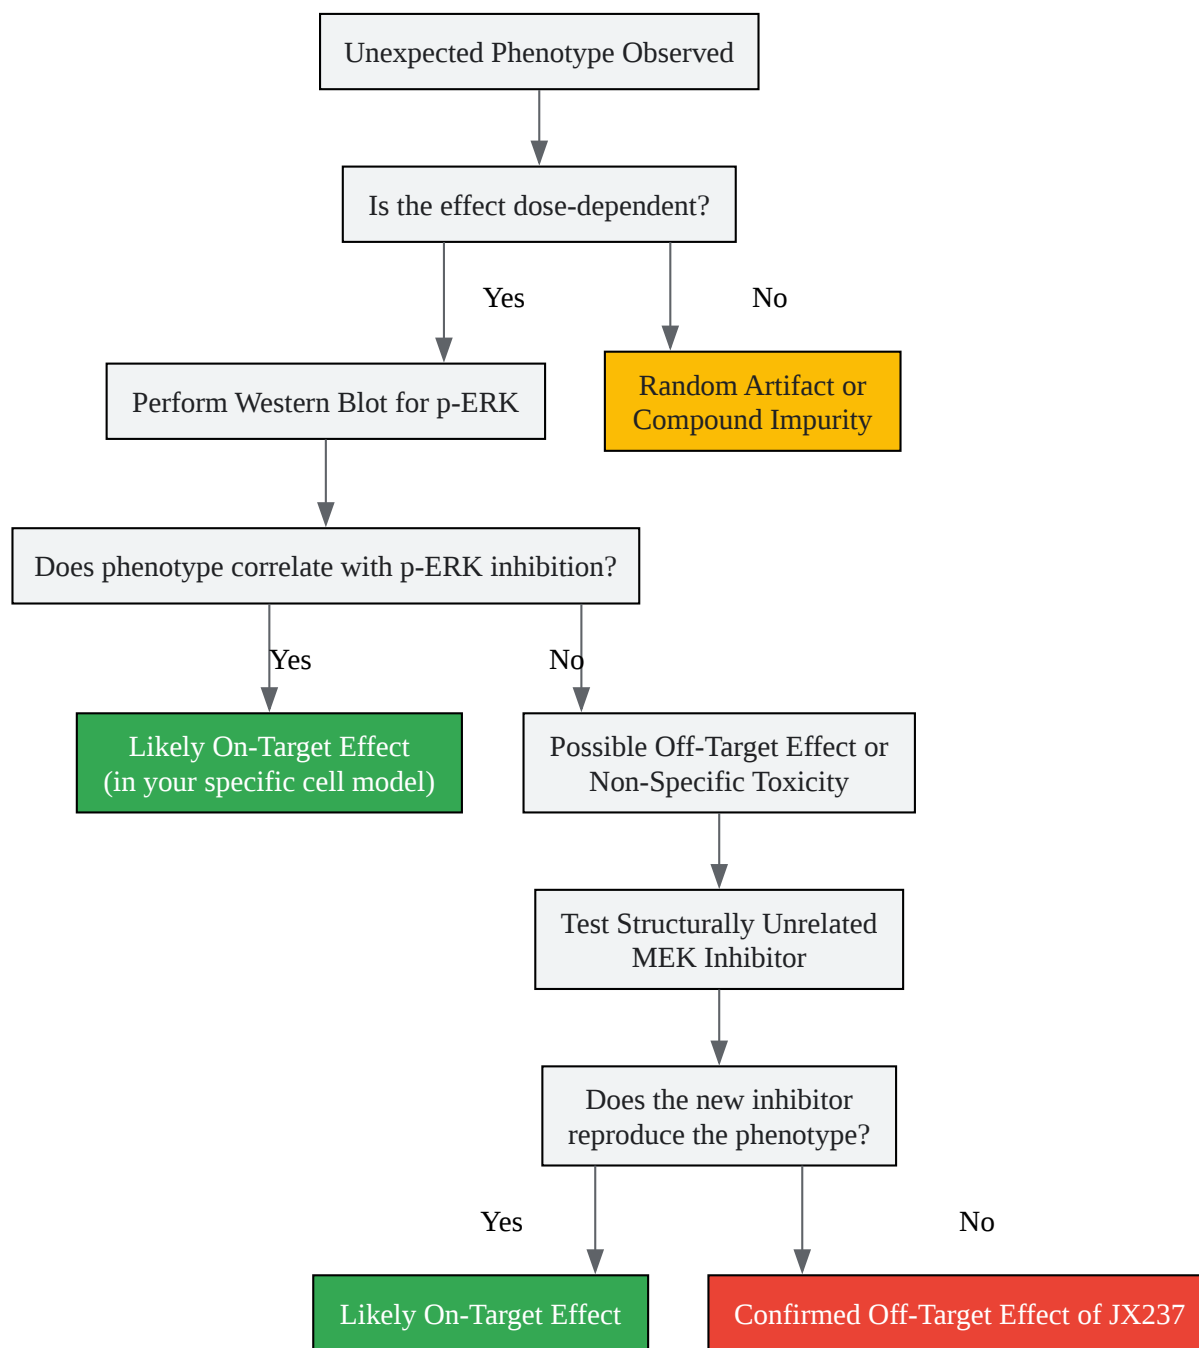 Unexpected Phenotype Observed
Is the effect dose-dependent?
Yes
No
Perform Western Blot for p-ERK
Random Artifact or
Compound Impurity
Does phenotype correlate with p-ERK inhibition?
Yes
No
Likely On-Target Effect
(in your specific cell model)
Possible Off-Target Effect or
Non-Specific Toxicity
Test Structurally Unrelated
MEK Inhibitor
Does the new inhibitor
reproduce the phenotype?
Yes
No
Likely On-Target Effect
Confirmed Off-Target Effect of JX237